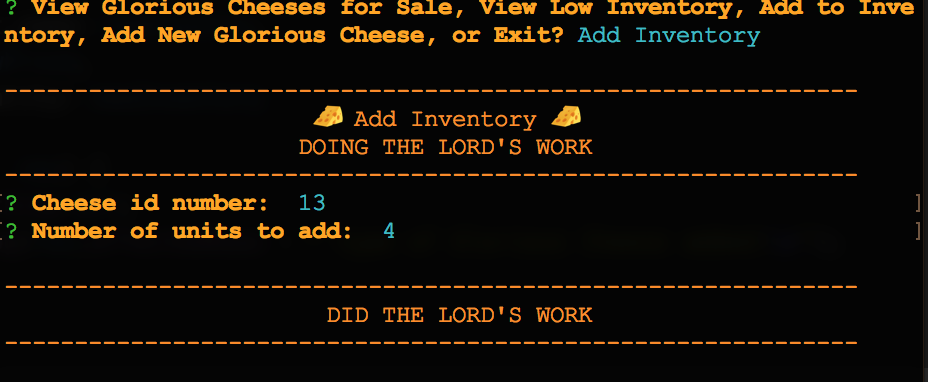 ? View Glorious Cheeses for Sale, View Low Inventory, Add to Inve
ntory, Add New Glorious Cheese, or Exit? Add Inventory
-------------------------------------------------------------
🧀 Add Inventory 🧀
DOING THE LORD'S WORK
-------------------------------------------------------------
[? Cheese id number:  13 ]
[? Number of units to add:  4 ]
-------------------------------------------------------------
DID THE LORD'S WORK
-------------------------------------------------------------